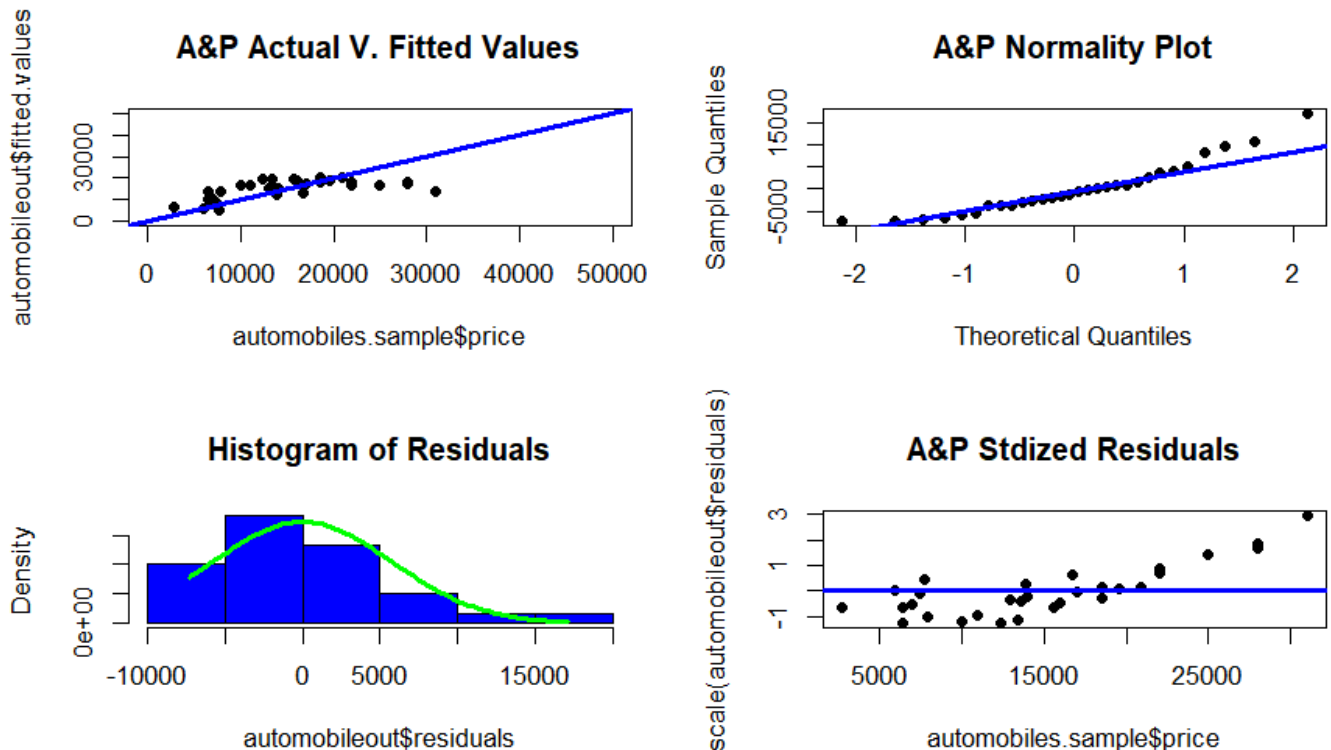 A&P Actual V. Fitted Values
automobileout$fitted.values
0 30000
0 10000 20000 30000 40000 50000
automobiles.sample$price
A&P Normality Plot
Sample Quantiles
-5000 15000
-2 -1 0 1 2
Theoretical Quantiles
Histogram of Residuals
Density
0e+00
-10000 0 5000 15000
automobileout$residuals
A&P Stdized Residuals
scale(automobileout$residuals)
-1 1 3
5000 15000 25000
automobiles.sample$price